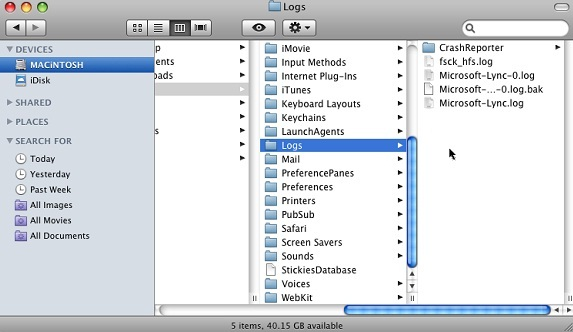 Logs
DEVICES
MACiNTOSH
iDisk
SHARED
PLACES
SEARCH FOR
Today
Yesterday
Past Week
All Images
All Movies
All Documents
p
ents
oads
s
iMovie
Input Methods
Internet Plug-Ins
iTunes
Keyboard Layouts
Keychains
LaunchAgents
Logs
Mail
PreferencePanes
Preferences
Printers
PubSub
Safari
Screen Savers
Sounds
StickiesDatabase
Voices
WebKit
CrashReporter
fsck_hfs.log
Microsoft-Lync-0.log
Microsoft-...-0.log.bak
Microsoft-Lync.log
5 items, 40.15 GB available